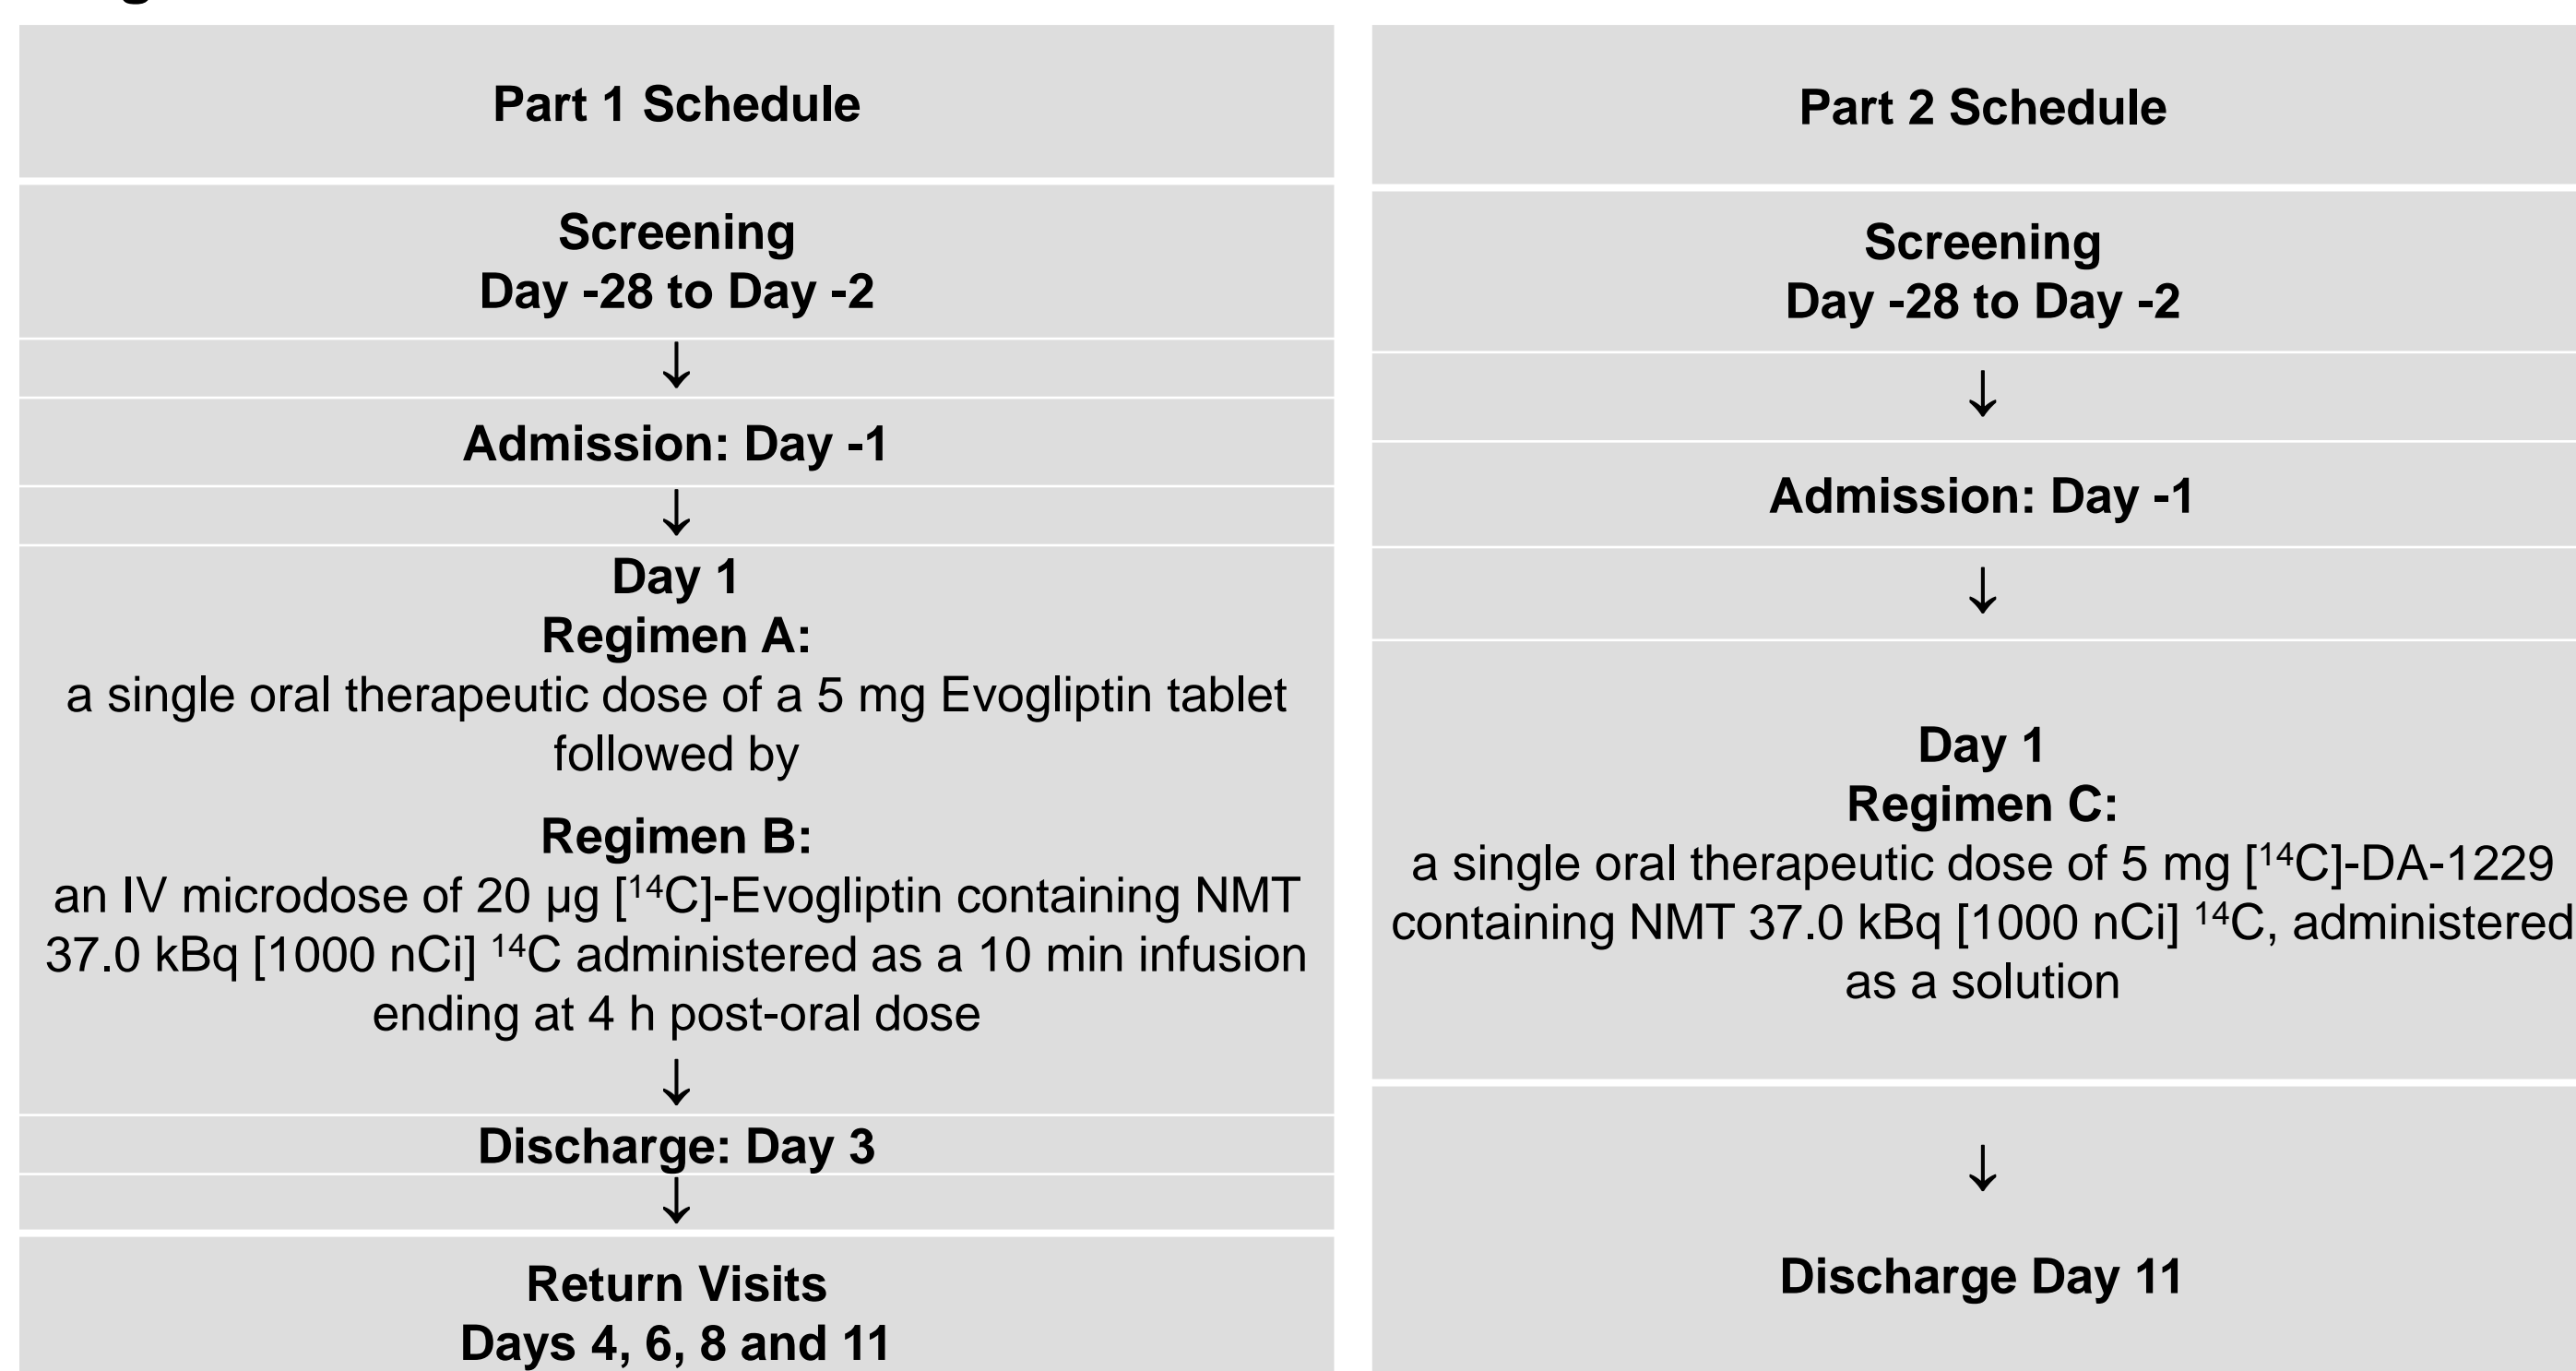 Part 1 Schedule
Screening
Day -28 to Day -2
↓
Admission: Day -1
↓
Day 1
Regimen A:
a single oral therapeutic dose of a 5 mg Evogliptin tablet
followed by
Regimen B:
an IV microdose of 20 µg [¹⁴C]-Evogliptin containing NMT
37.0 kBq [1000 nCi] ¹⁴C administered as a 10 min infusion
ending at 4 h post-oral dose
↓
Discharge: Day 3
↓
Return Visits
Days 4, 6, 8 and 11
Part 2 Schedule
Screening
Day -28 to Day -2
↓
Admission: Day -1
↓
Day 1
Regimen C:
a single oral therapeutic dose of 5 mg [¹⁴C]-DA-1229
containing NMT 37.0 kBq [1000 nCi] ¹⁴C, administered
as a solution
↓
Discharge Day 11